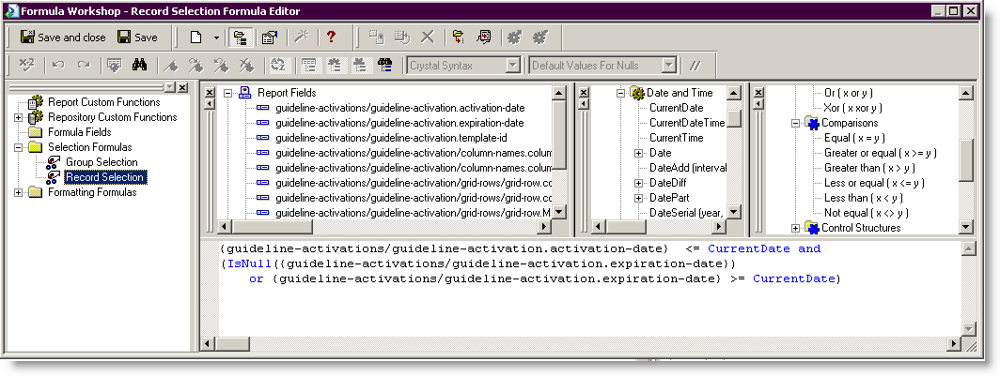 Formula Workshop - Record Selection Formula Editor
Save and close Save
Crystal Syntax Default Values For Nulls
Report Custom Functions
Repository Custom Functions
Formula Fields
Selection Formulas
Group Selection
Record Selection
Formatting Formulas
Report Fields
guideline-activations/guideline-activation.activation-date
guideline-activations/guideline-activation.expiration-date
guideline-activations/guideline-activation.template-id
guideline-activations/guideline-activation/column-names.colum
guideline-activations/guideline-activation/column-names.colum
guideline-activations/guideline-activation/grid-rows/grid-row.co
guideline-activations/guideline-activation/grid-rows/grid-row.co
guideline-activations/guideline-activation/grid-rows/grid-row.M
Date and Time
CurrentDate
CurrentDateTime
CurrentTime
Date
DateAdd (interval
DateDiff
DatePart
DateSerial (year,
Or ( x or y )
Xor ( x xor y )
Comparisons
Equal ( x = y )
Greater or equal ( x >= y )
Greater than ( x > y )
Less or equal ( x <= y )
Less than ( x < y )
Not equal ( x <> y )
Control Structures
{guideline-activations/guideline-activation.activation-date} <= CurrentDate and
(IsNull({guideline-activations/guideline-activation.expiration-date})
or {guideline-activations/guideline-activation.expiration-date} >= CurrentDate)